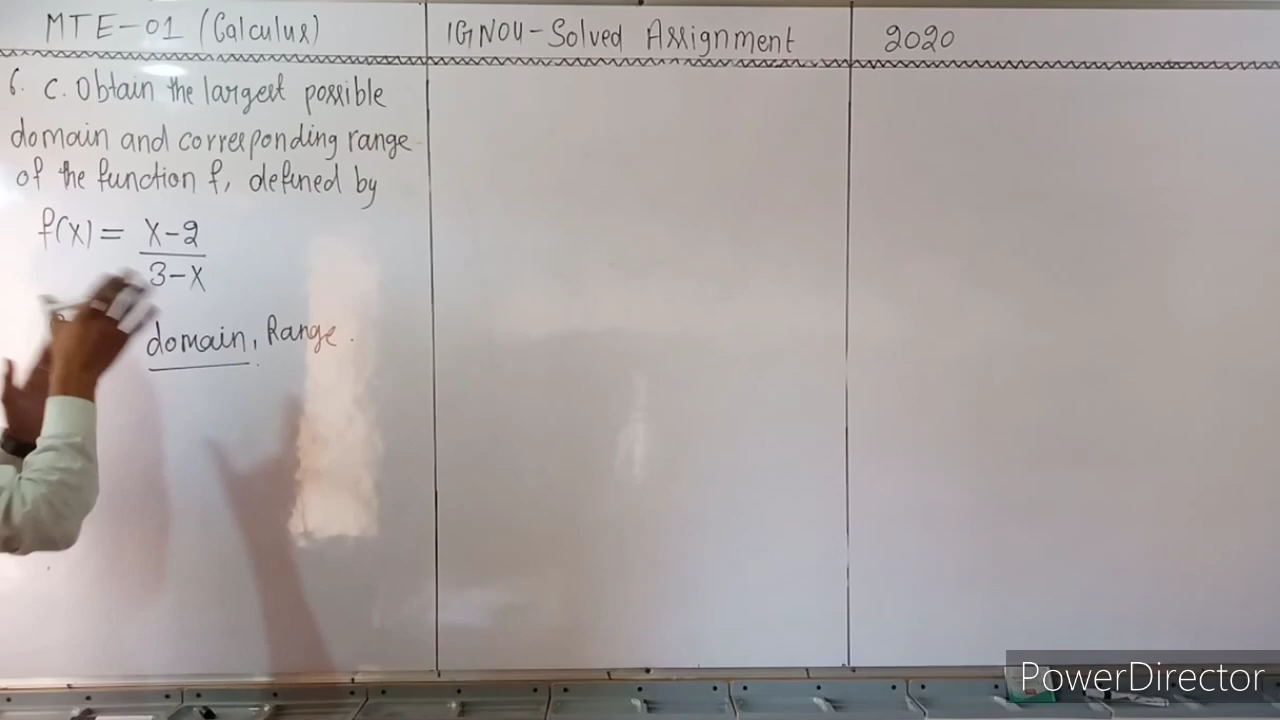 MTE-01 (Calculus)
IGNOU-Solved Assignment
2020
6. C. Obtain the largest possible
domain and corresponding range
of the function f, defined by
f(x) = x-2
3-x
domain, Range.
PowerDirector